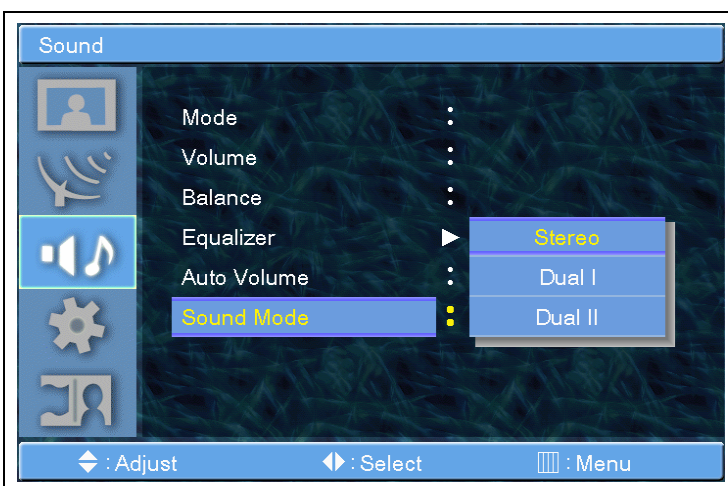 Sound
Mode :
Volume :
Balance :
Equalizer ▶ Stereo
Auto Volume : Dual I
Sound Mode : Dual II
: Adjust : Select : Menu